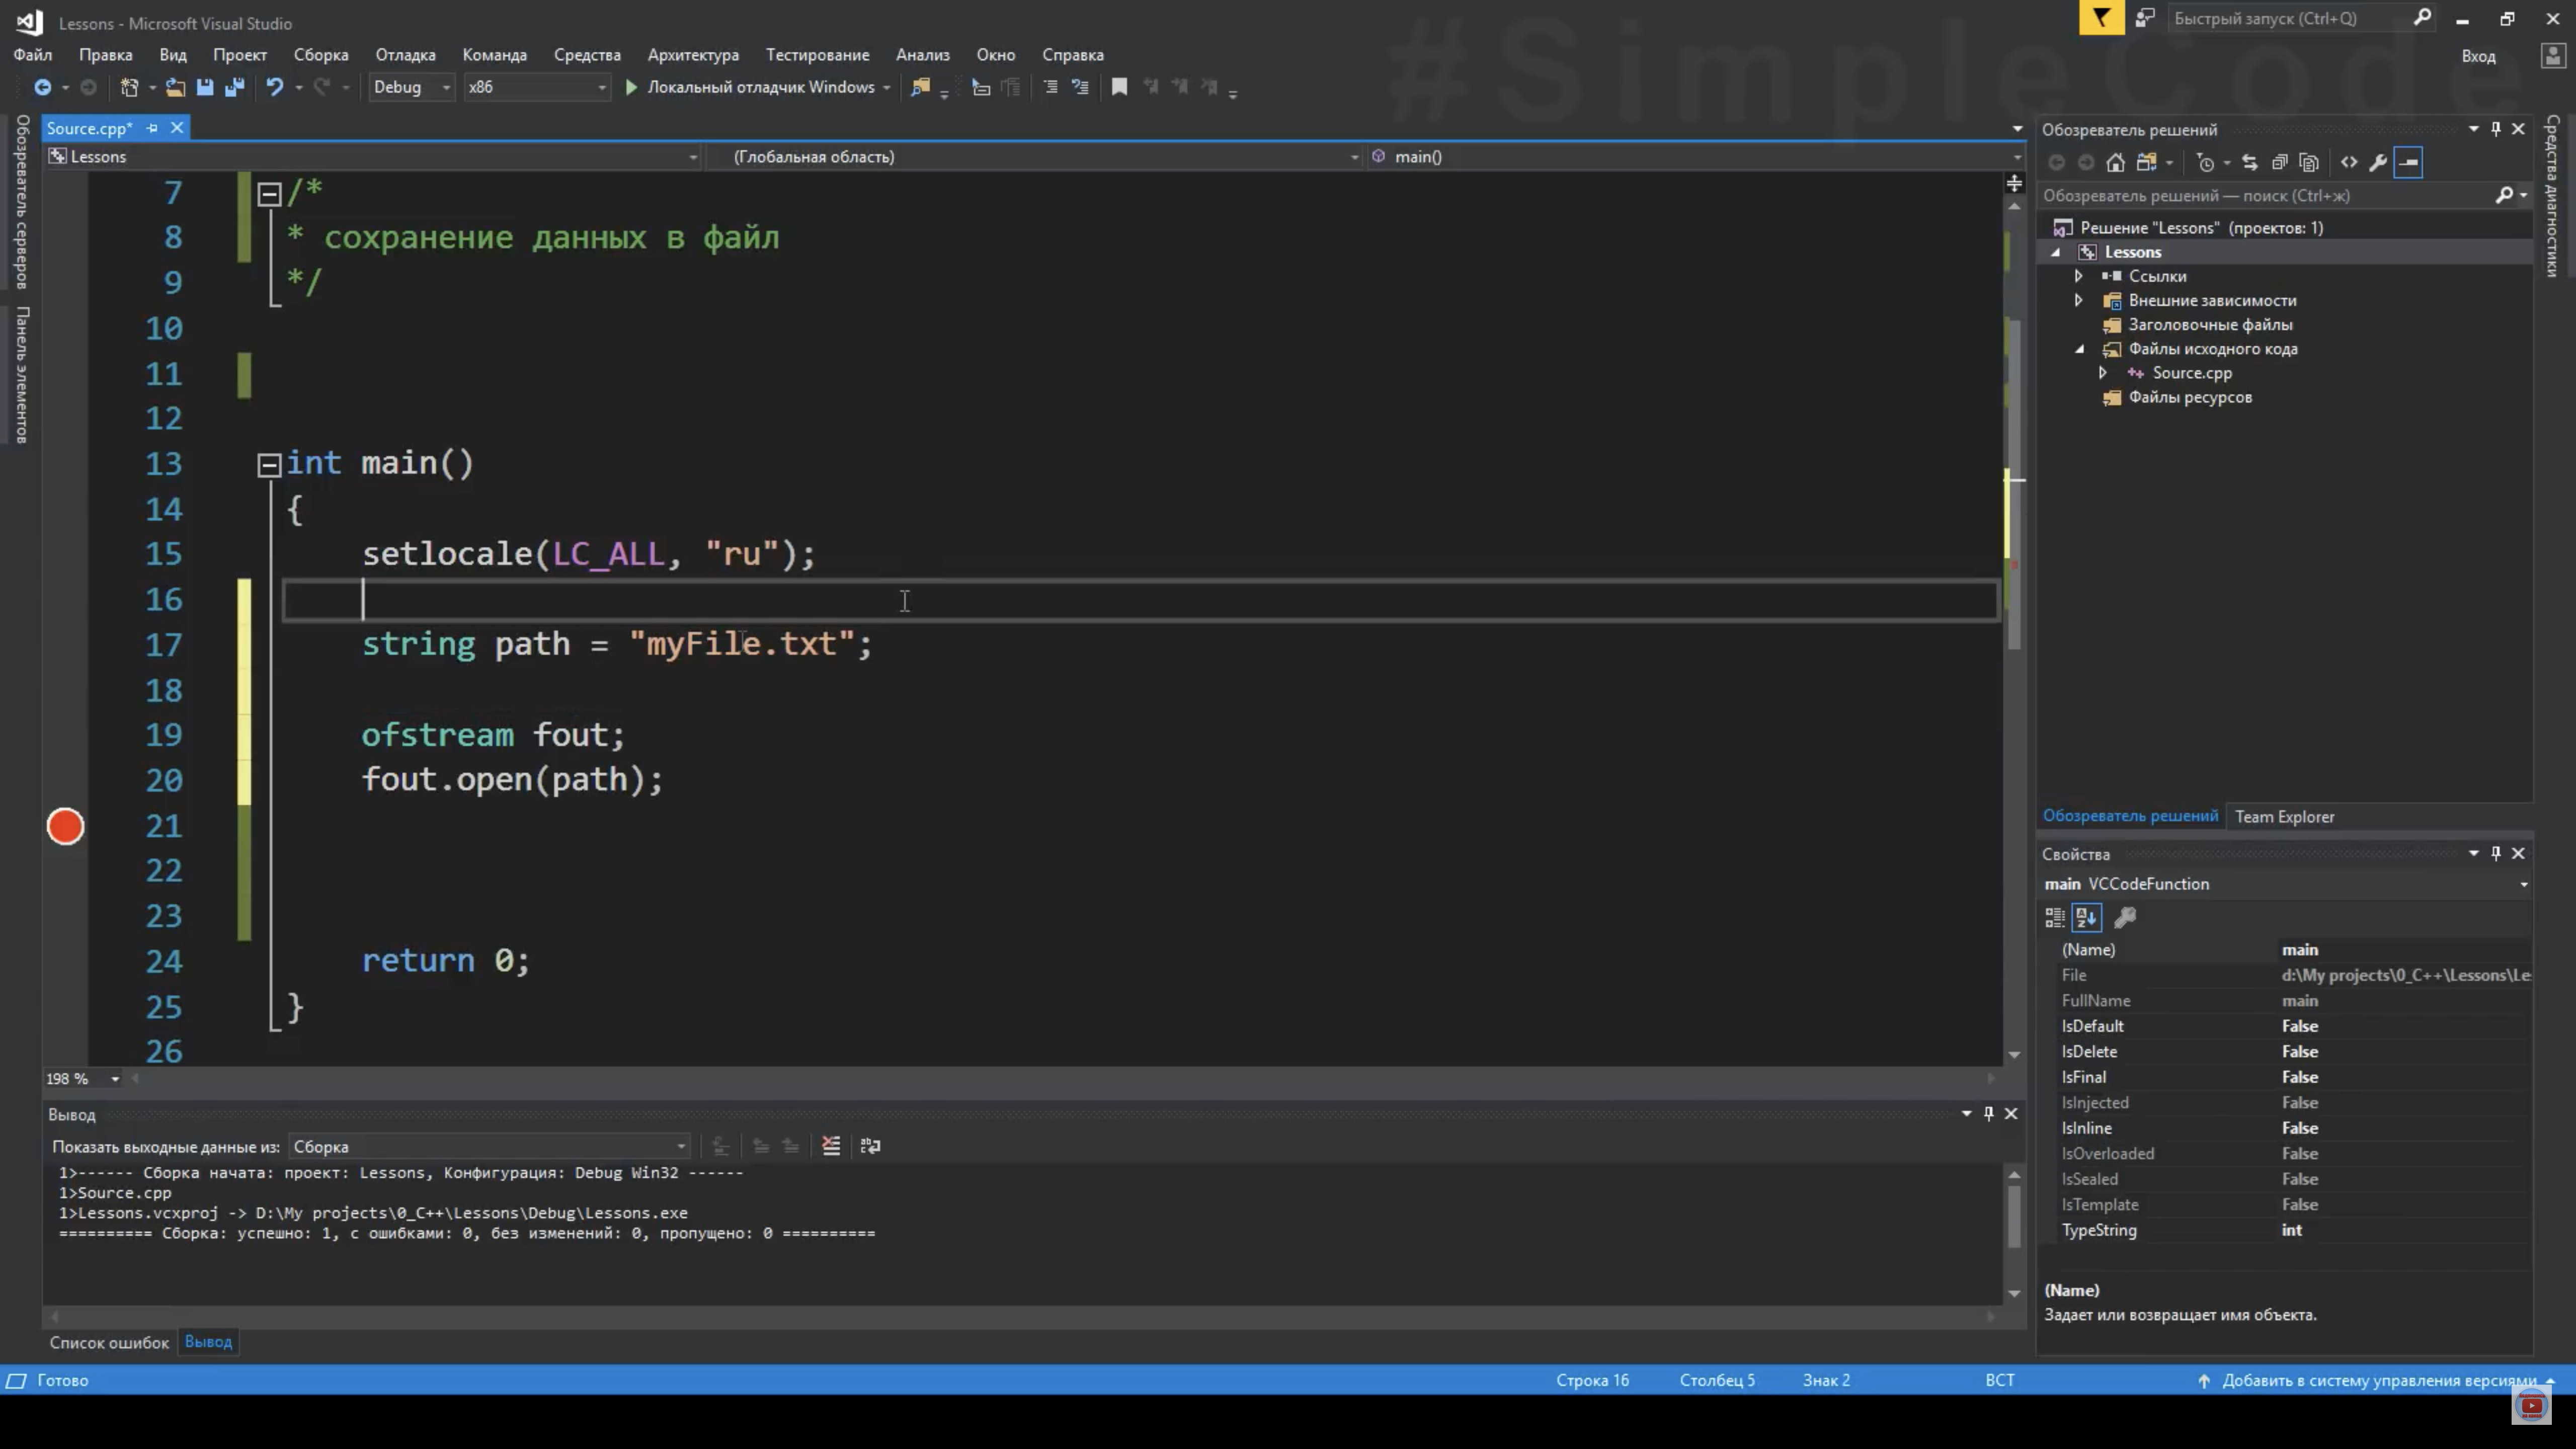 Lessons - Microsoft Visual Studio
#SimpleCode
Быстрый запуск (Ctrl+Q)
Файл Правка Вид Проект Сборка Отладка Команда Средства Архитектура Тестирование Анализ Окно Справка
Вход
Debug x86 Локальный отладчик Windows
Обозреватель серверов
Панель элементов
Source.cpp*
Lessons (Глобальная область) main()
7 /*
8 * сохранение данных в файл
9 */
10
11
12
13 int main()
14 {
15 setlocale(LC_ALL, "ru");
16
17 string path = "myFile.txt";
18
19 ofstream fout;
20 fout.open(path);
21
22
23
24 return 0;
25 }
26
198 %
Вывод
Показать выходные данные из: Сборка
1>------ Сборка начата: проект: Lessons, Конфигурация: Debug Win32 ------
1>Source.cpp
1>Lessons.vcxproj -> D:\My projects\0_C++\Lessons\Debug\Lessons.exe
========== Сборка: успешно: 1, с ошибками: 0, без изменений: 0, пропущено: 0 ==========
Список ошибок Вывод
Обозреватель решений
Обозреватель решений — поиск (Ctrl+ж)
Решение "Lessons" (проектов: 1)
Lessons
Ссылки
Внешние зависимости
Заголовочные файлы
Файлы исходного кода
Source.cpp
Файлы ресурсов
Обозреватель решений Team Explorer
Свойства
main VCCodeFunction
(Name) main
File d:\My projects\0_C++\Lessons\Le
FullName main
IsDefault False
IsDelete False
IsFinal False
IsInjected False
IsInline False
IsOverloaded False
IsSealed False
IsTemplate False
TypeString int
(Name)
Задает или возвращает имя объекта.
Средства диагностики
Готово Строка 16 Столбец 5 Знак 2 ВСТ Добавить в систему управления версиями